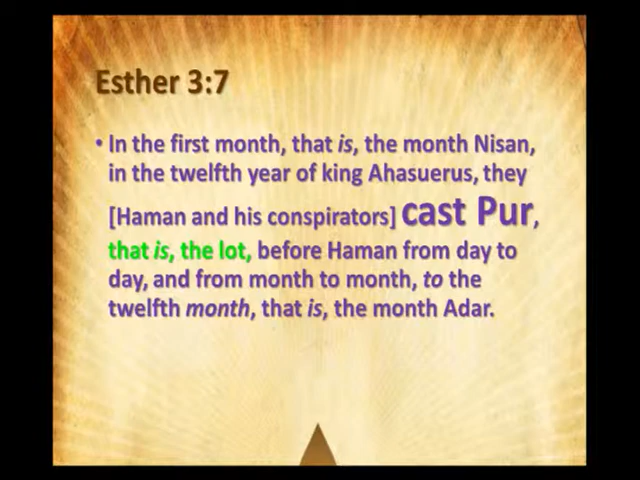 Esther 3:7
• In the first month, that is, the month Nisan,
in the twelfth year of king Ahasuerus, they
[Haman and his conspirators] cast Pur,
that is, the lot, before Haman from day to
day, and from month to month, to the
twelfth month, that is, the month Adar.